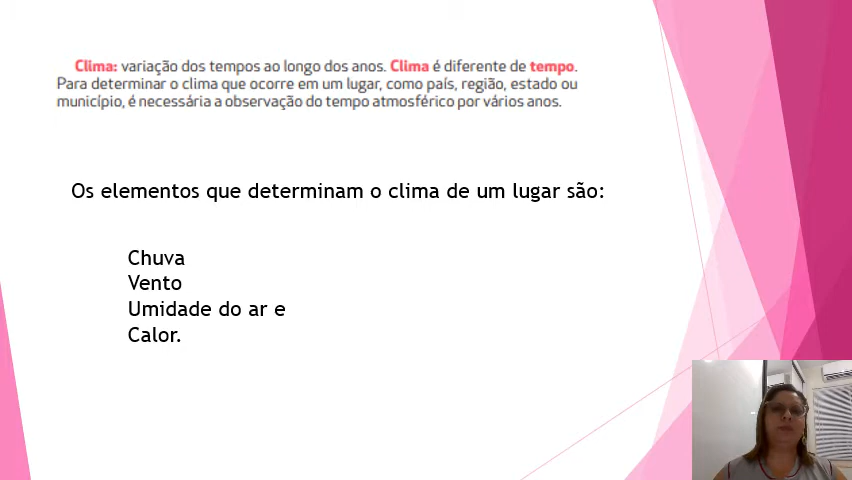 Clima: variação dos tempos ao longo dos anos. Clima é diferente de tempo.
Para determinar o clima que ocorre em um lugar, como país, região, estado ou
município, é necessária a observação do tempo atmosférico por vários anos.
Os elementos que determinam o clima de um lugar são:
Chuva
Vento
Umidade do ar e
Calor.